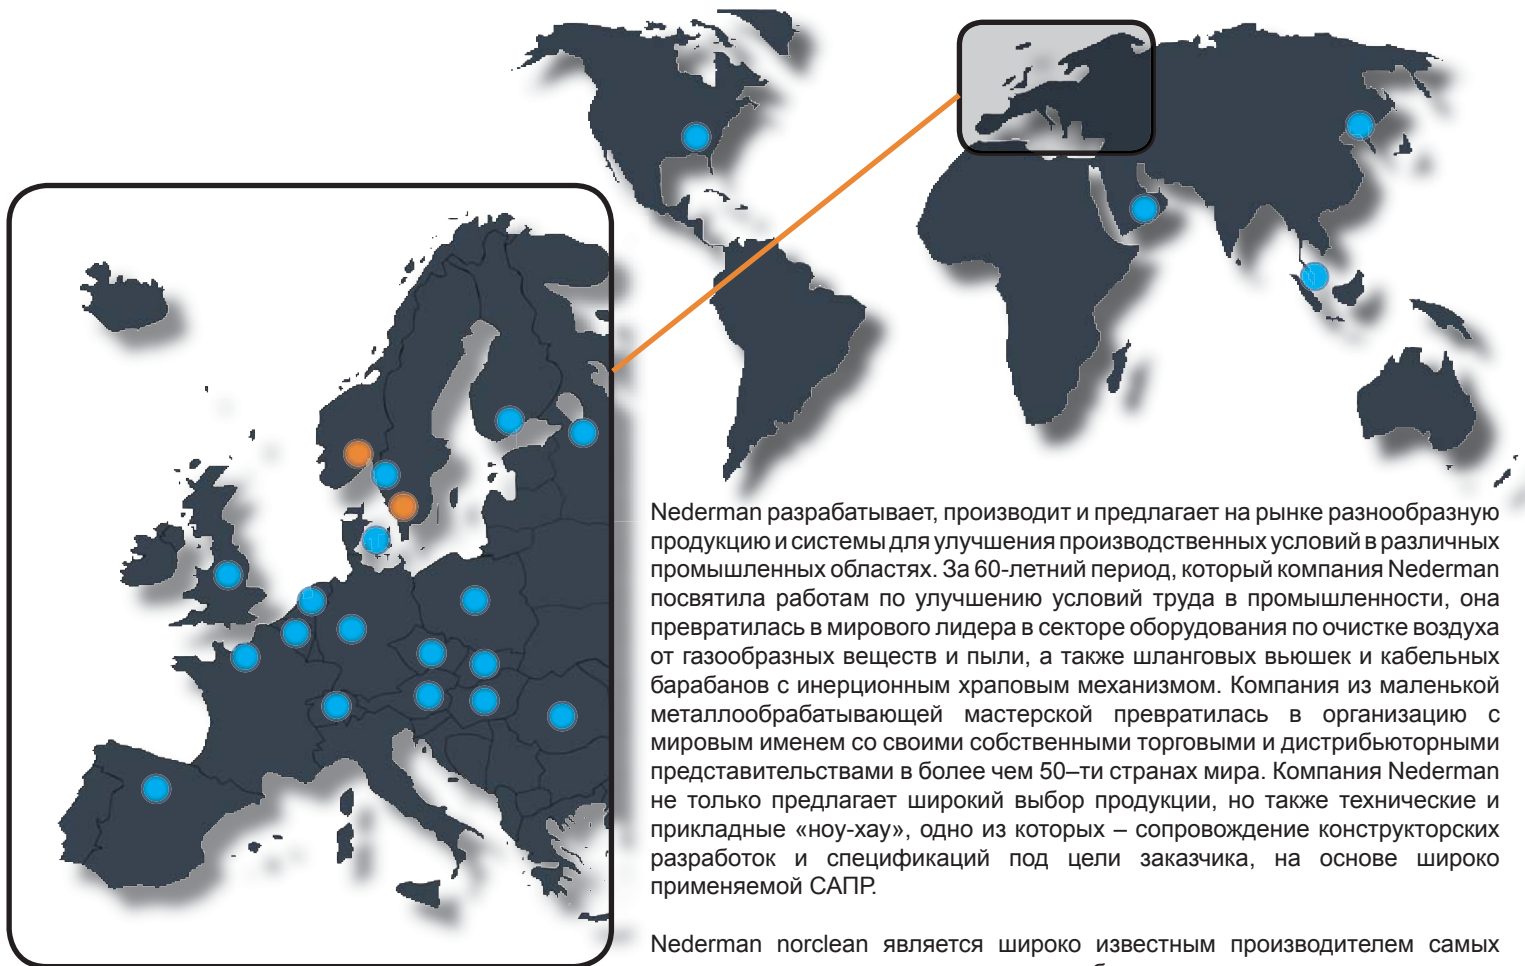 Nederman разрабатывает, производит и предлагает на рынке разнообразную
продукцию и системы для улучшения производственных условий в различных
промышленных областях. За 60-летний период, который компания Nederman
посвятила работам по улучшению условий труда в промышленности, она
превратилась в мирового лидера в секторе оборудования по очистке воздуха
от газообразных веществ и пыли, а также шланговых вьюшек и кабельных
барабанов с инерционным храповым механизмом. Компания из маленькой
металлообрабатывающей мастерской превратилась в организацию с
мировым именем со своими собственными торговыми и дистрибьюторными
представительствами в более чем 50–ти странах мира. Компания Nederman
не только предлагает широкий выбор продукции, но также технические и
прикладные «ноу-хау», одно из которых – сопровождение конструкторских
разработок и спецификаций под цели заказчика, на основе широко
применяемой САПР.
Nederman norclean является широко известным производителем самых